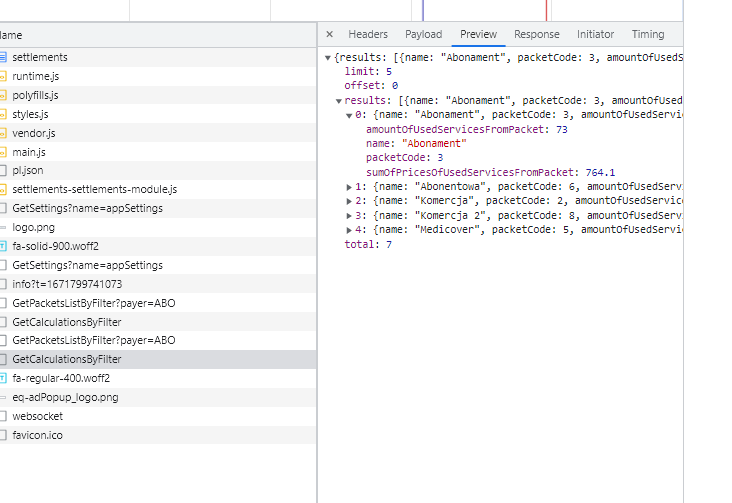 Name
settlements
runtime.js
polyfills.js
styles.js
vendor.js
main.js
pl.json
settlements-settlements-module.js
GetSettings?name=appSettings
logo.png
fa-solid-900.woff2
GetSettings?name=appSettings
info?t=1671799741073
GetPacketsListByFilter?payer=ABO
GetCalculationsByFilter
GetPacketsListByFilter?payer=ABO
GetCalculationsByFilter
fa-regular-400.woff2
eq-adPopup_logo.png
websocket
favicon.ico
× Headers Payload Preview Response Initiator Timing
▼{results: [{name: "Abonament", packetCode: 3, amountOfUsedS
limit: 5
offset: 0
▼results: [{name: "Abonament", packetCode: 3, amountOfUsed
▼0: {name: "Abonament", packetCode: 3, amountOfUsedServic
amountOfUsedServicesFromPacket: 73
name: "Abonament"
packetCode: 3
sumOfPricesOfUsedServicesFromPacket: 764.1
▶1: {name: "Abonentowa", packetCode: 6, amountOfUsedServ
▶2: {name: "Komercja", packetCode: 2, amountOfUsedServic
▶3: {name: "Komercja 2", packetCode: 8, amountOfUsedServ
▶4: {name: "Medicover", packetCode: 5, amountOfUsedServic
total: 7